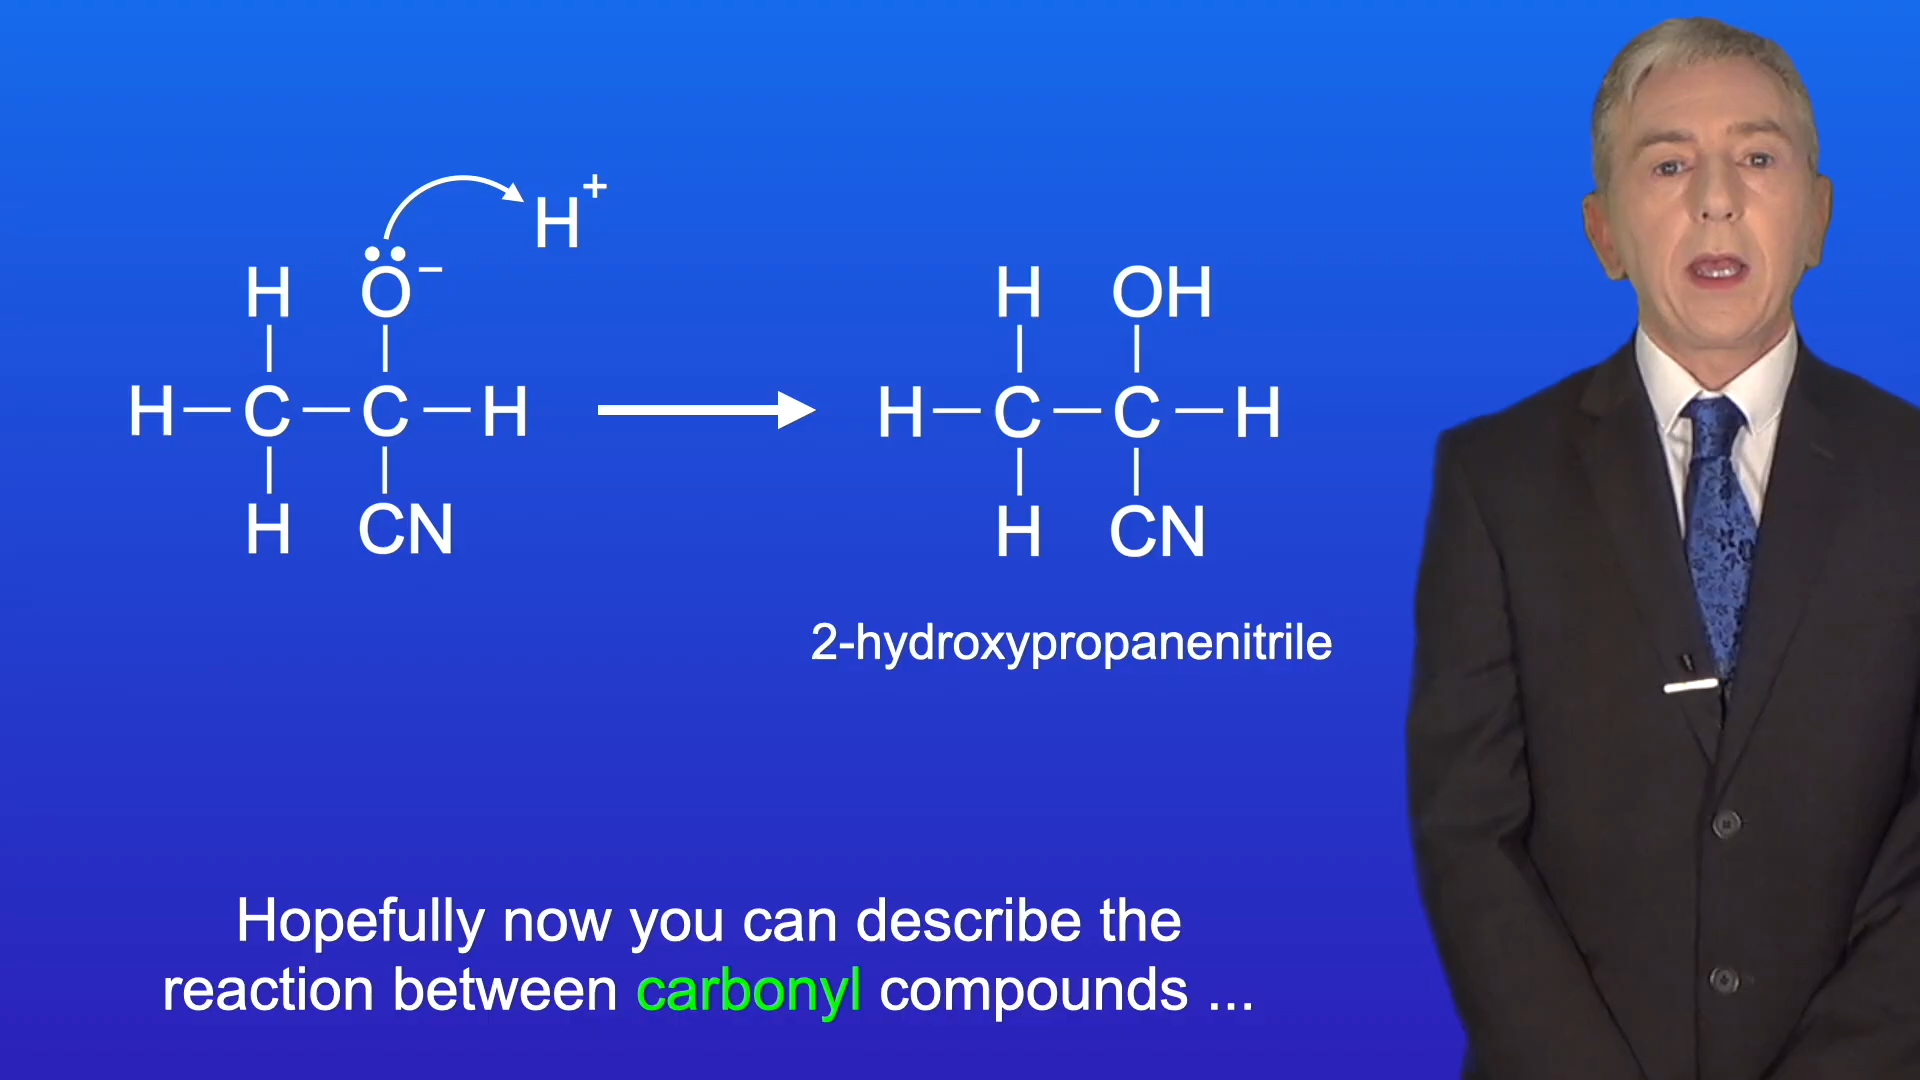 H+
H O−
H–C–C–H
H CN
H OH
H–C–C–H
H CN
2-hydroxypropanenitrile
Hopefully now you can describe the
reaction between carbonyl compounds ...